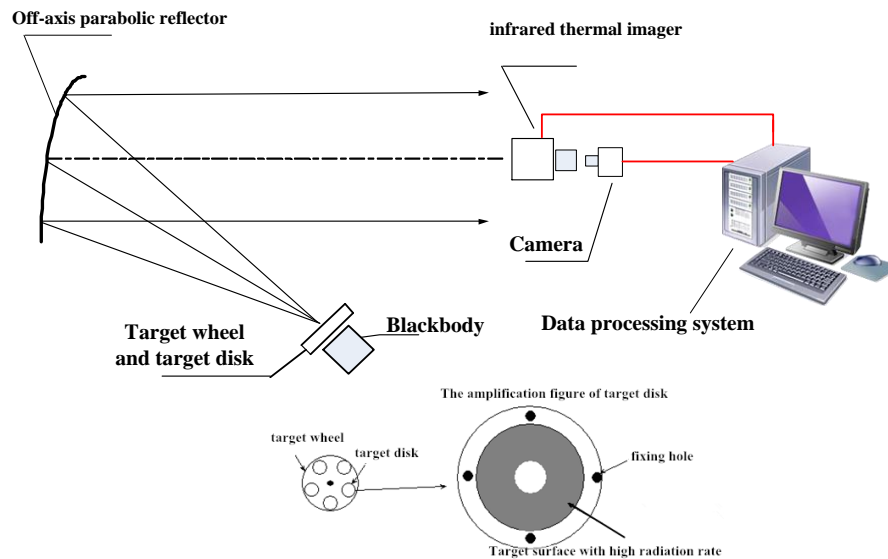 Off-axis parabolic reflector
infrared thermal imager
Camera
Data processing system
Target wheel
and target disk
Blackbody
The amplification figure of target disk
target wheel
target disk
fixing hole
Target surface with high radiation rate